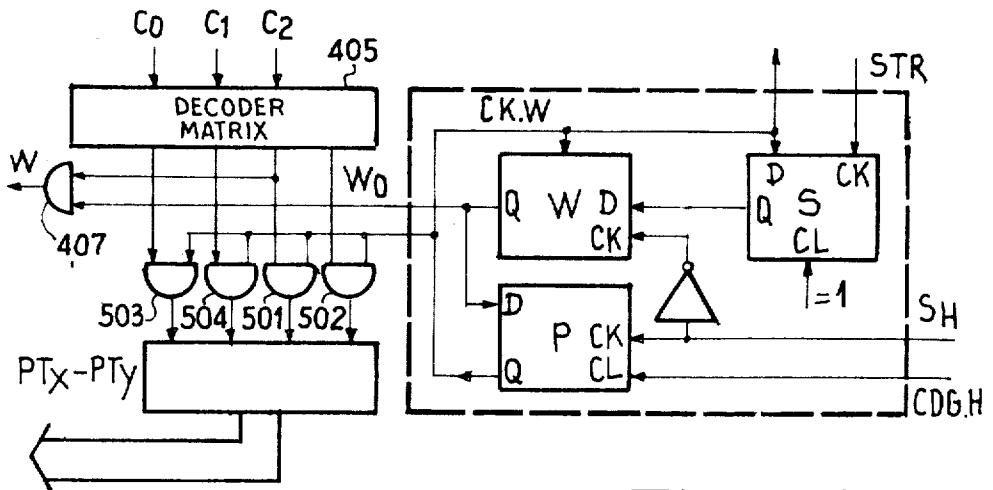 C0 C1 C2
405
DECODER
MATRIX
STR
CK.W
W
W0
407
Q W D
CK
D CK
Q S
CL
=1
503 504 501 502
D
P CK
Q CL
SH
CDG.H
PTx-PTy